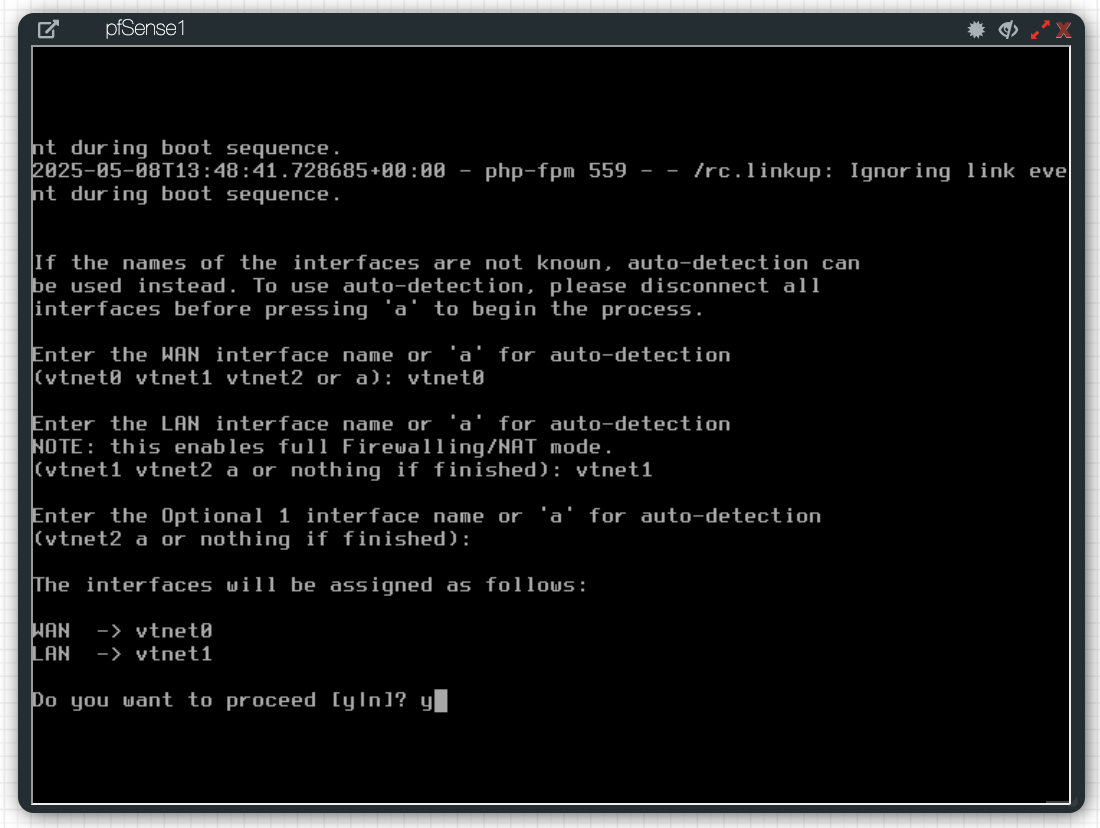 pfSense1
X
nt during boot sequence.
2025-05-08T13:48:41.728685+00:00 - php-fpm 559 - - /rc.linkup: Ignoring link eve
nt during boot sequence.
If the names of the interfaces are not known, auto-detection can
be used instead. To use auto-detection, please disconnect all
interfaces before pressing 'a' to begin the process.
Enter the WAN interface name or 'a' for auto-detection
(vtnet0 vtnet1 vtnet2 or a): vtnet0
Enter the LAN interface name or 'a' for auto-detection
NOTE: this enables full Firewalling/NAT mode.
(vtnet1 vtnet2 a or nothing if finished): vtnet1
Enter the Optional 1 interface name or 'a' for auto-detection
(vtnet2 a or nothing if finished):
The interfaces will be assigned as follows:
WAN  -> vtnet0
LAN  -> vtnet1
Do you want to proceed [y|n]? y